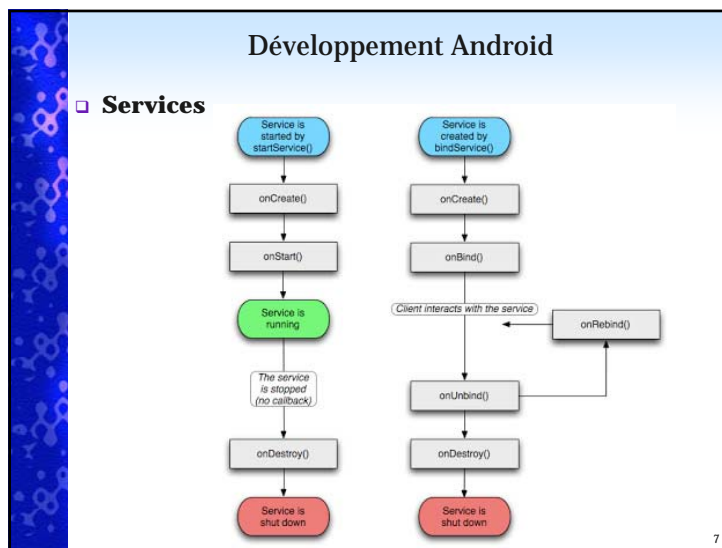 Développement Android
Services
Service is
started by
startService()
onCreate()
onStart()
Service is
running
The service
is stopped
(no callback)
onDestroy()
Service is
shut down
Service is
created by
bindService()
onCreate()
onBind()
Client interacts with the service
onRebind()
onUnbind()
onDestroy()
Service is
shut down
7